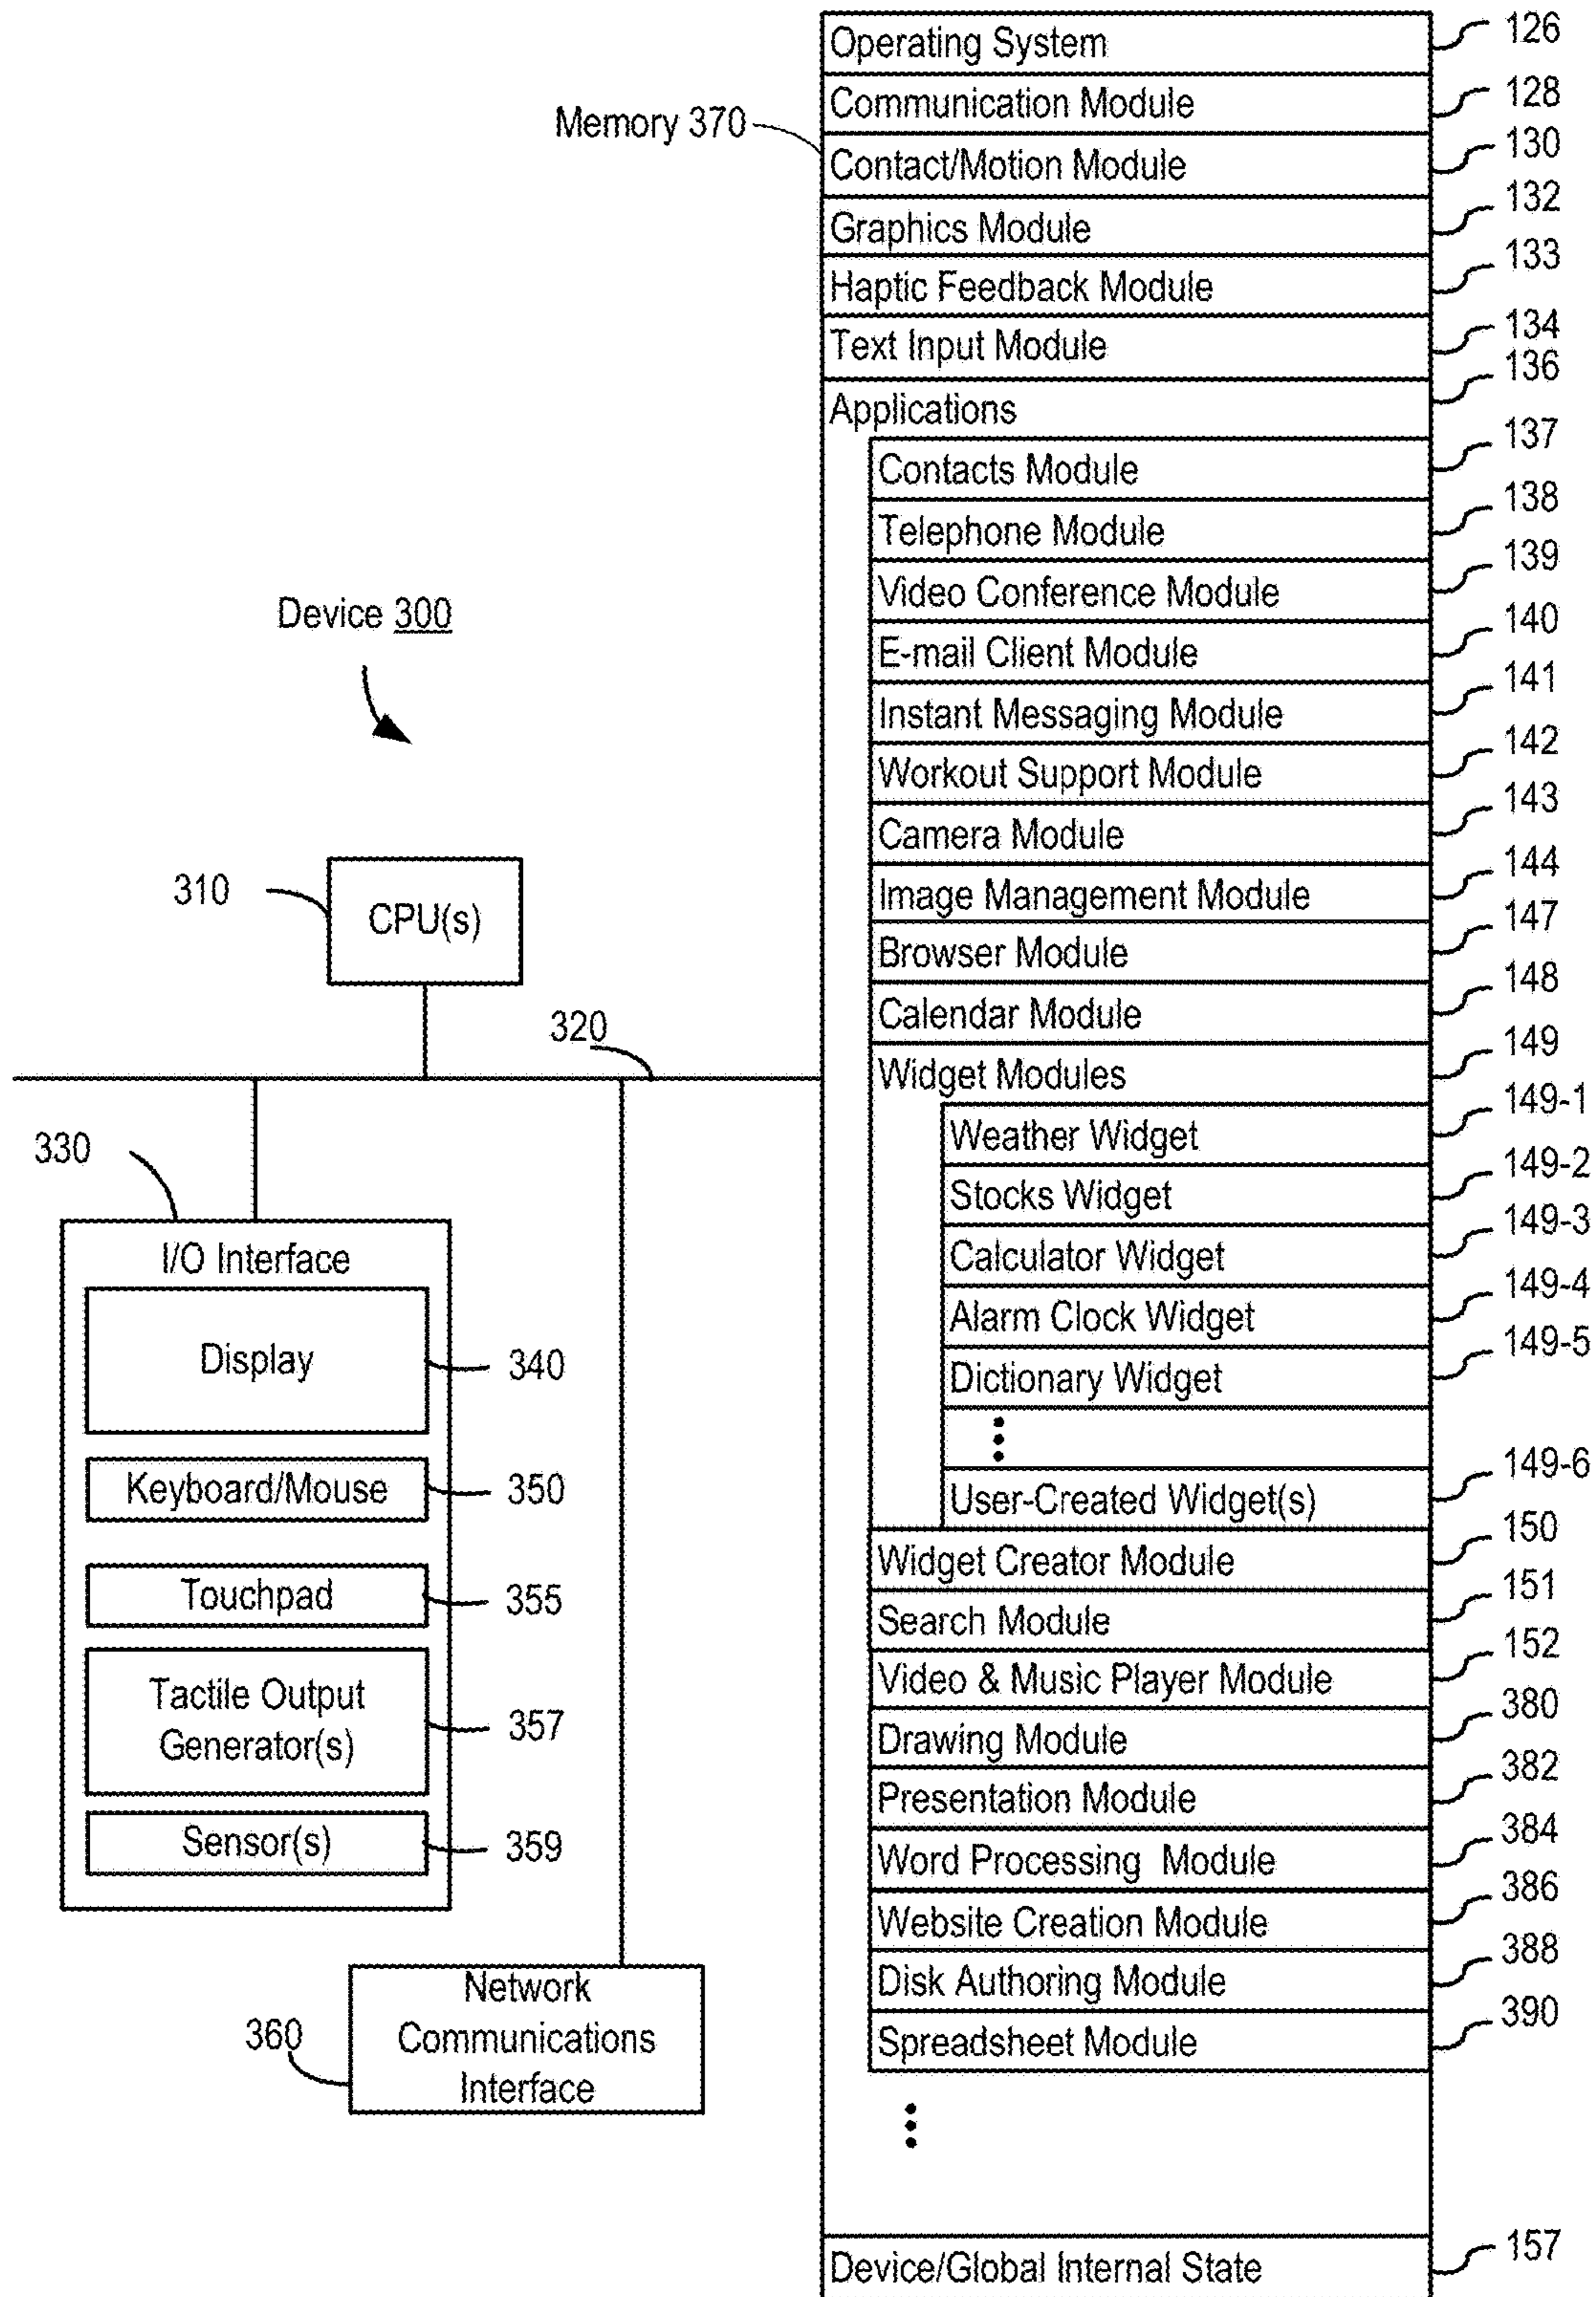 Operating System 126
Communication Module 128
Memory 370
Contact/Motion Module 130
Graphics Module 132
Haptic Feedback Module 133
Text Input Module 134
Applications 136
Contacts Module 137
Telephone Module 138
Video Conference Module 139
E-mail Client Module 140
Instant Messaging Module 141
Workout Support Module 142
Camera Module 143
Image Management Module 144
Browser Module 147
Calendar Module 148
Widget Modules 149
Weather Widget 149-1
Stocks Widget 149-2
Calculator Widget 149-3
Alarm Clock Widget 149-4
Dictionary Widget 149-5
User-Created Widget(s) 149-6
Widget Creator Module 150
Search Module 151
Video & Music Player Module 152
Drawing Module 380
Presentation Module 382
Word Processing Module 384
Website Creation Module 386
Disk Authoring Module 388
Spreadsheet Module 390
Device/Global Internal State 157
Device 300
310
CPU(s)
320
330
I/O Interface
Display 340
Keyboard/Mouse 350
Touchpad 355
Tactile Output
Generator(s) 357
Sensor(s) 359
360
Network
Communications
Interface